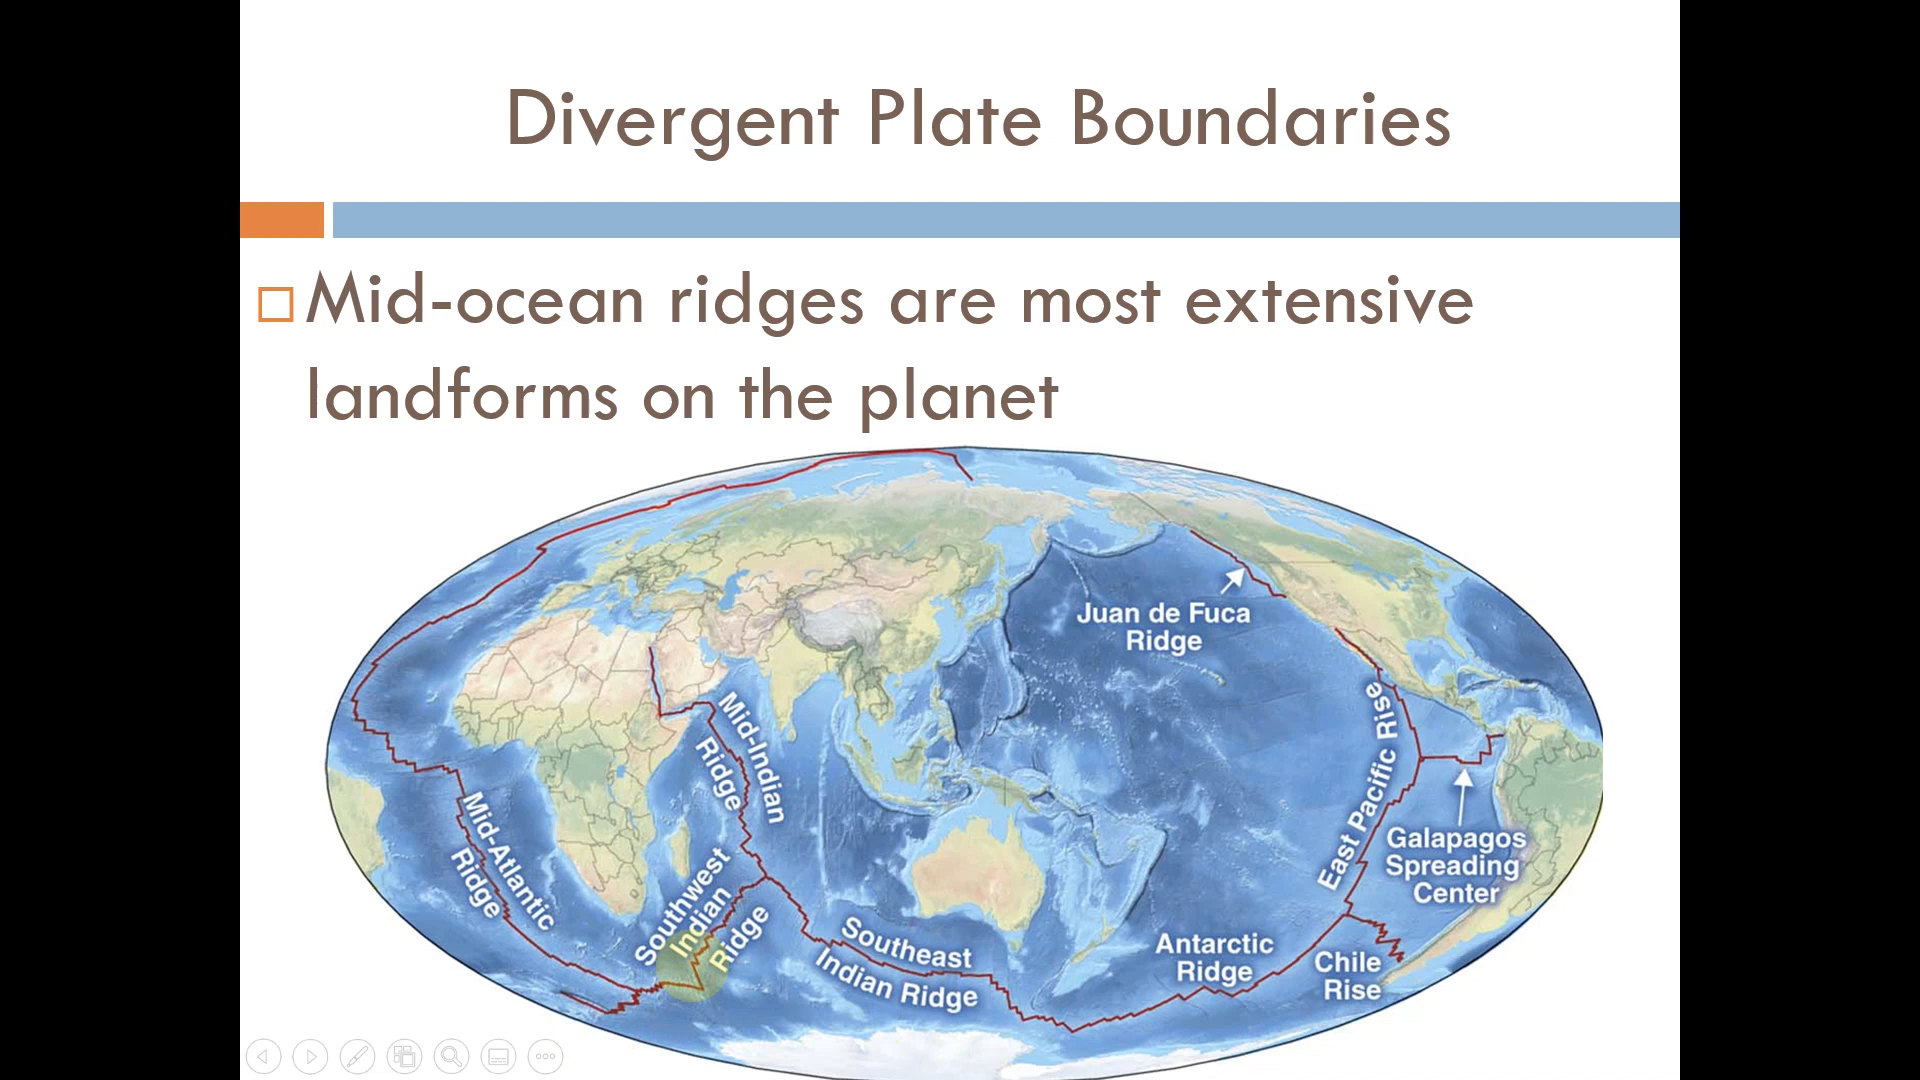 Divergent Plate Boundaries
Mid-ocean ridges are most extensive
landforms on the planet
Juan de Fuca
Ridge
Mid-Indian
Ridge
East Pacific Rise
Mid-Atlantic
Ridge
Southwest
Indian
Ridge
Galapagos
Spreading
Center
Southeast
Indian Ridge
Antarctic
Ridge
Chile
Rise